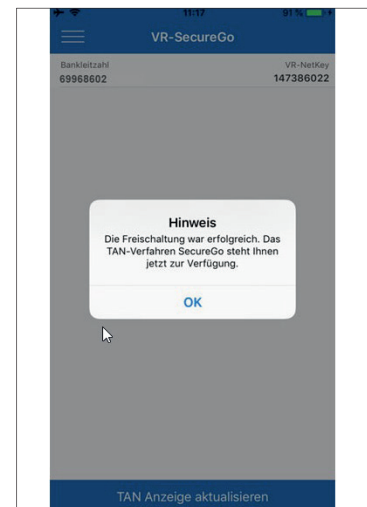 11:17 91 %
VR-SecureGo
Bankleitzahl VR-NetKey
69968602 147386022
Hinweis
Die Freischaltung war erfolgreich. Das
TAN-Verfahren SecureGo steht Ihnen
jetzt zur Verfügung.
OK
TAN Anzeige aktualisieren